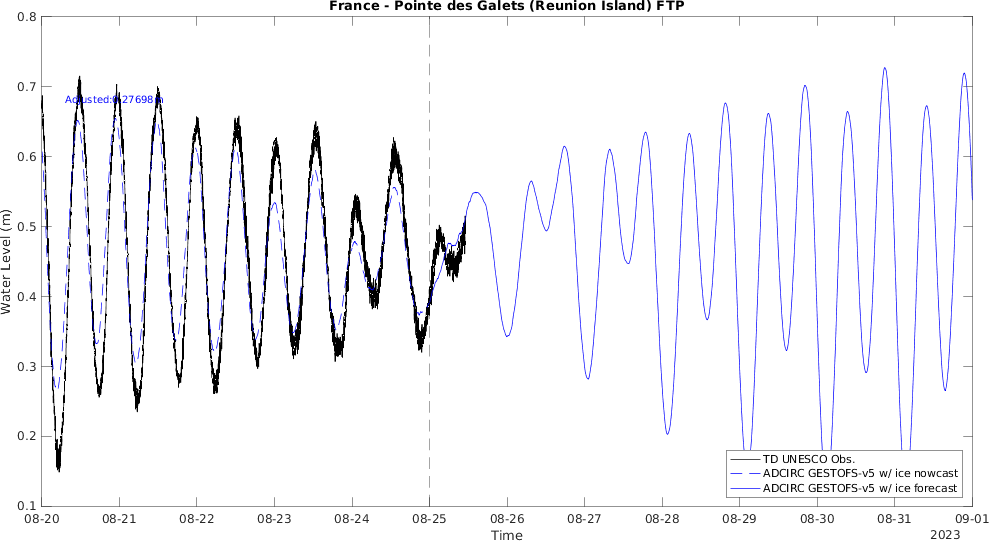 France - Pointe des Galets (Reunion Island) FTP
Water Level (m)
0.8
0.7
0.6
0.5
0.4
0.3
0.2
0.1
Adjusted:0.27698m
TD UNESCO Obs.
ADCIRC GESTOFS-v5 w/ ice nowcast
ADCIRC GESTOFS-v5 w/ ice forecast
08-20 08-21 08-22 08-23 08-24 08-25 08-26 08-27 08-28 08-29 08-30 08-31 09-01
Time
2023